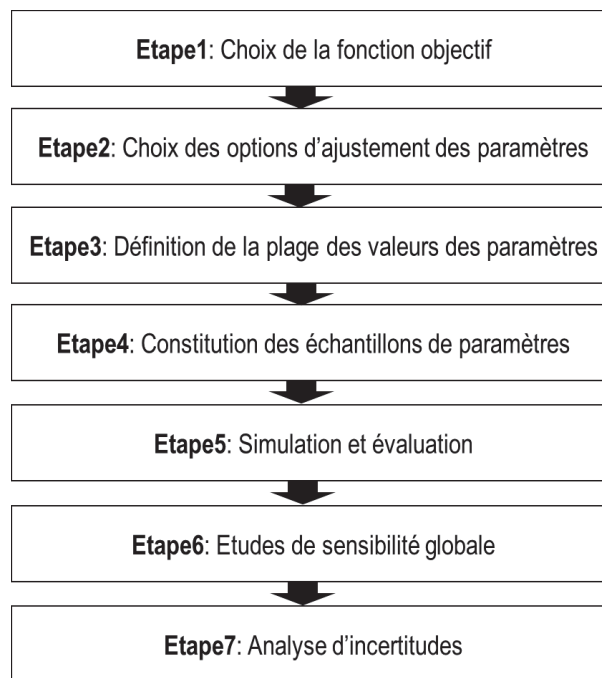 Etape1: Choix de la fonction objectif
Etape2: Choix des options d'ajustement des paramètres
Etape3: Définition de la plage des valeurs des paramètres
Etape4: Constitution des échantillons de paramètres
Etape5: Simulation et évaluation
Etape6: Etudes de sensibilité globale
Etape7: Analyse d'incertitudes